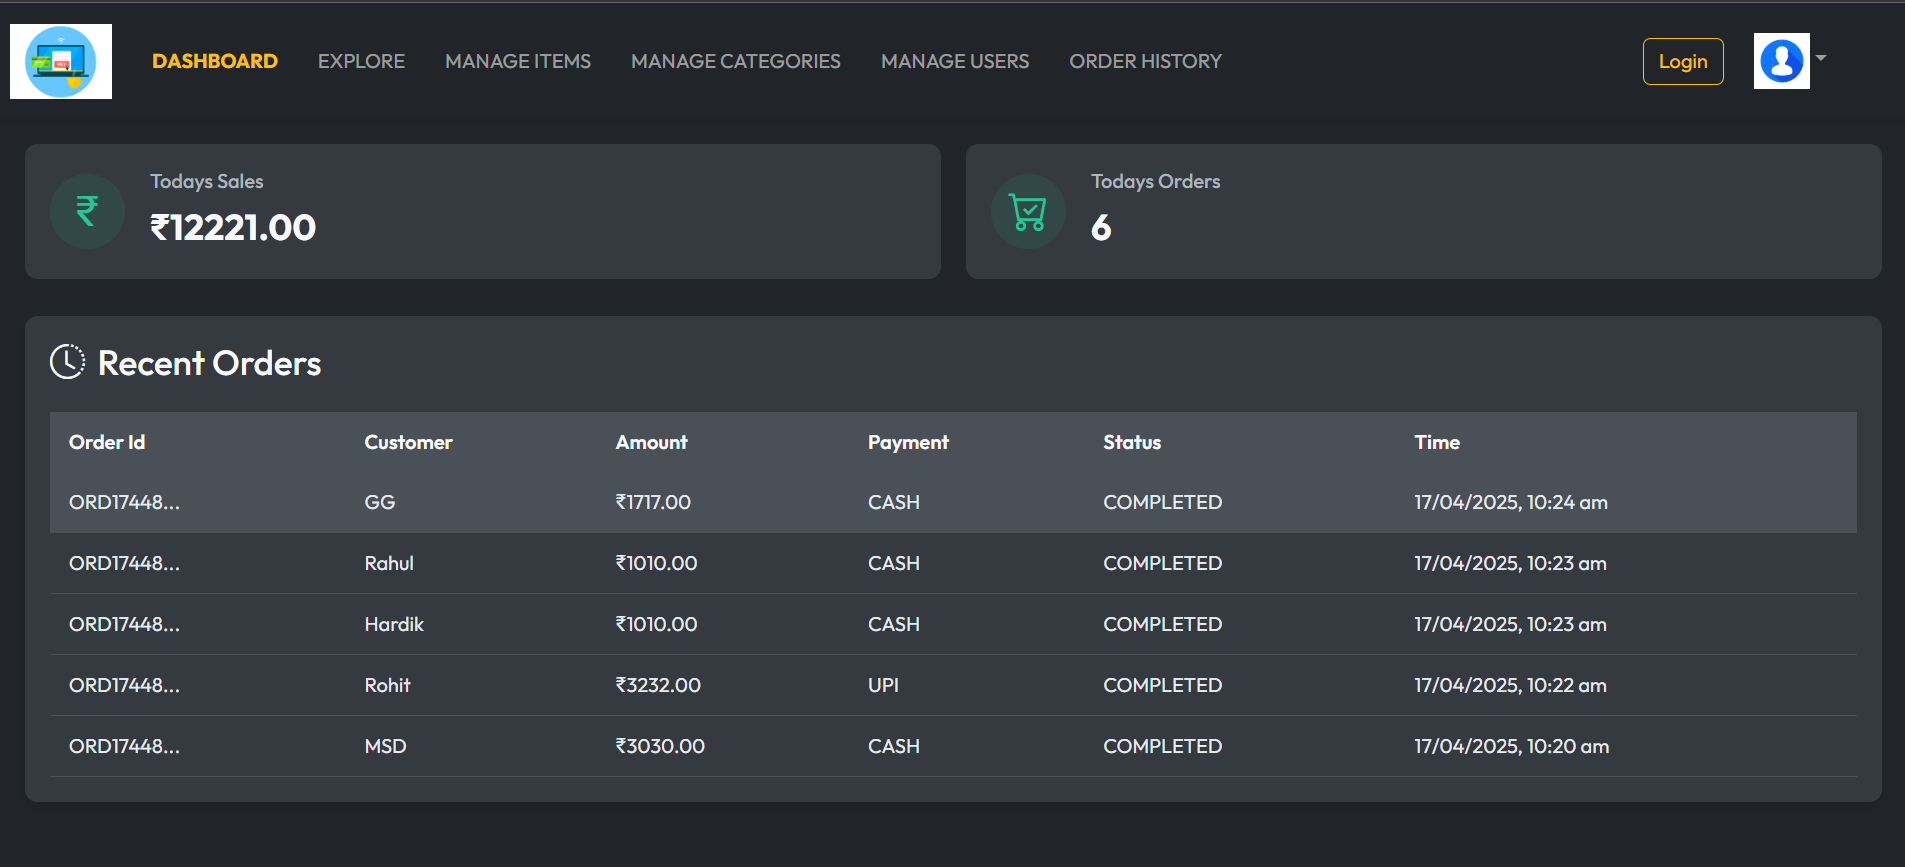 DASHBOARD EXPLORE MANAGE ITEMS MANAGE CATEGORIES MANAGE USERS ORDER HISTORY Login
Todays Sales
₹12221.00
Todays Orders
6
Recent Orders
Order Id Customer Amount Payment Status Time
ORD17448... GG ₹1717.00 CASH COMPLETED 17/04/2025, 10:24 am
ORD17448... Rahul ₹1010.00 CASH COMPLETED 17/04/2025, 10:23 am
ORD17448... Hardik ₹1010.00 CASH COMPLETED 17/04/2025, 10:23 am
ORD17448... Rohit ₹3232.00 UPI COMPLETED 17/04/2025, 10:22 am
ORD17448... MSD ₹3030.00 CASH COMPLETED 17/04/2025, 10:20 am